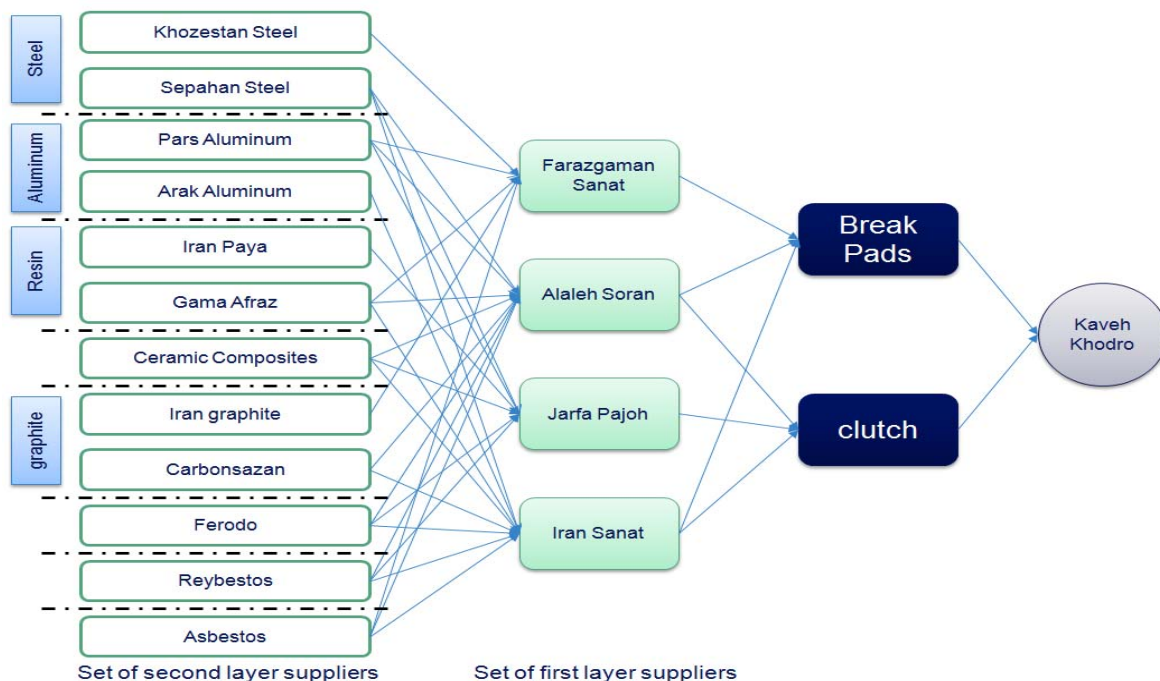 Steel
Khozestan Steel
Sepahan Steel
Aluminum
Pars Aluminum
Arak Aluminum
Resin
Iran Paya
Gama Afraz
Ceramic Composites
graphite
Iran graphite
Carbonsazan
Ferodo
Reybestos
Asbestos
Set of second layer suppliers
Farazgaman
Sanat
Alaleh Soran
Jarfa Pajoh
Iran Sanat
Set of first layer suppliers
Break
Pads
clutch
Kaveh
Khodro